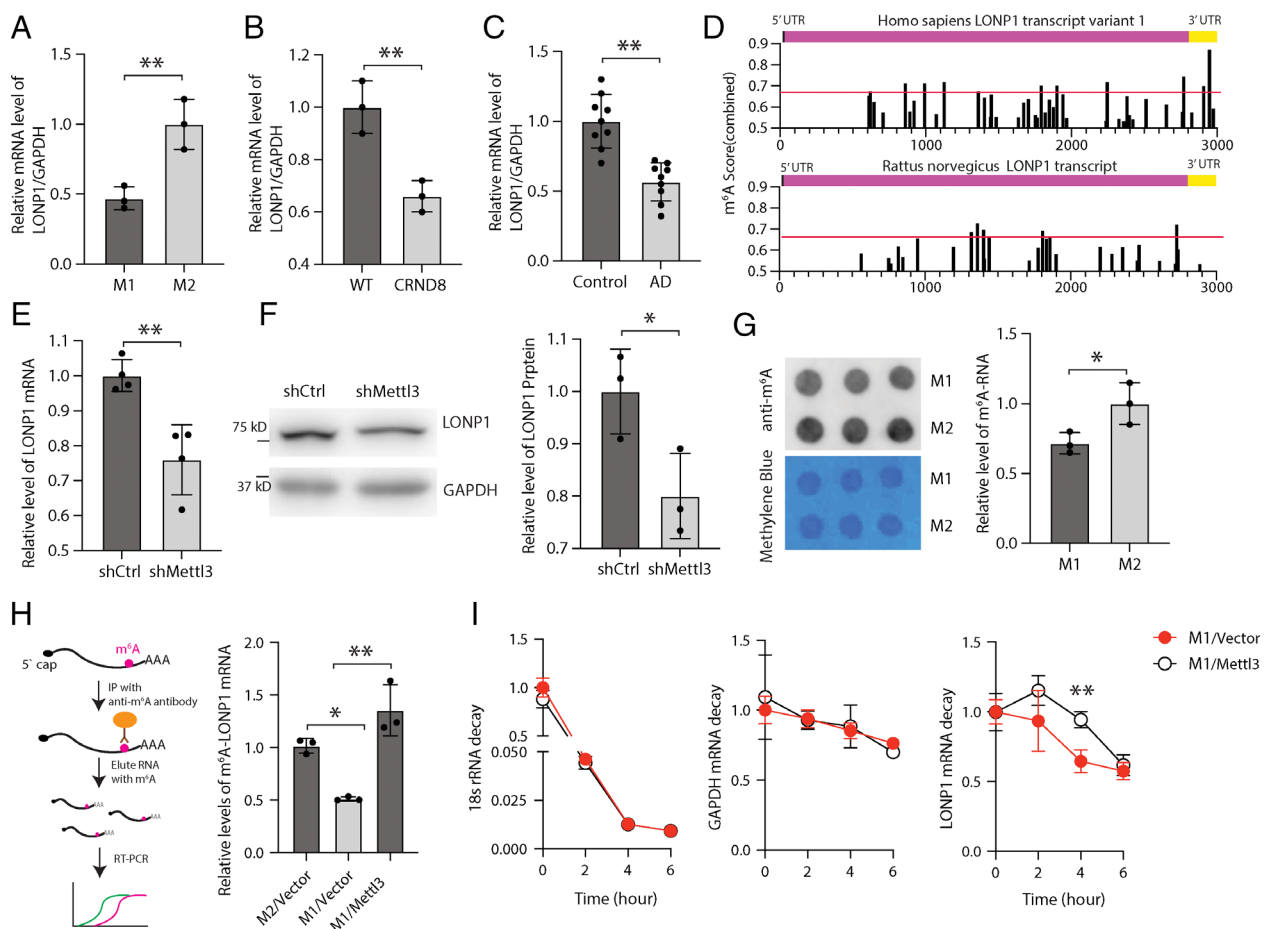 A
Relative mRNA level of
LONP1/GAPDH
1.5
1.0
0.5
0.0
**
M1
M2
B
Relative mRNA level of
LONP1/GAPDH
1.2
1.0
0.8
0.6
0.4
**
WT
CRND8
C
Relative mRNA level of
LONP1/GAPDH
1.5
1.0
0.5
0.0
**
Control
AD
D
5' UTR
Homo sapiens LONP1 transcript variant 1
3' UTR
m⁶A Score(combined)
0.9
0.8
0.7
0.6
0.5
0
1000
2000
3000
5' UTR
Rattus norvegicus LONP1 transcript
3' UTR
0.9
0.8
0.7
0.6
0.5
0
1000
2000
3000
E
Relative level of LONP1 mRNA
1.1
1.0
0.9
0.8
0.7
0.6
0.5
**
shCtrl
shMettl3
F
shCtrl
shMettl3
75 kD
LONP1
37 kD
GAPDH
Relative level of LONP1 Prptein
1.1
1.0
0.9
0.8
0.7
*
shCtrl
shMettl3
G
anti-m⁶A
M1
M2
Methylene Blue
M1
M2
Relative level of m⁶A-RNA
1.5
1.0
0.5
0.0
*
M1
M2
H
m⁶A
5` cap
AAA
IP with
anti-m⁶A antibody
AAA
Elute RNA
with m⁶A
AAA
AAA
AAA
RT-PCR
Relative levels of m⁶A-LONP1 mRNA
2.0
1.5
1.0
0.5
0.0
**
*
M2/Vector
M1/Vector
M1/Mettl3
I
18s rRNA decay
1.5
1.0
0.5
0.050
0.025
0.000
0
2
4
6
Time (hour)
GAPDH mRNA decay
1.5
1.0
0.5
0.0
0
2
4
6
Time (hour)
LONP1 mRNA decay
1.5
1.0
0.5
0.0
**
0
2
4
6
Time (hour)
M1/Vector
M1/Mettl3